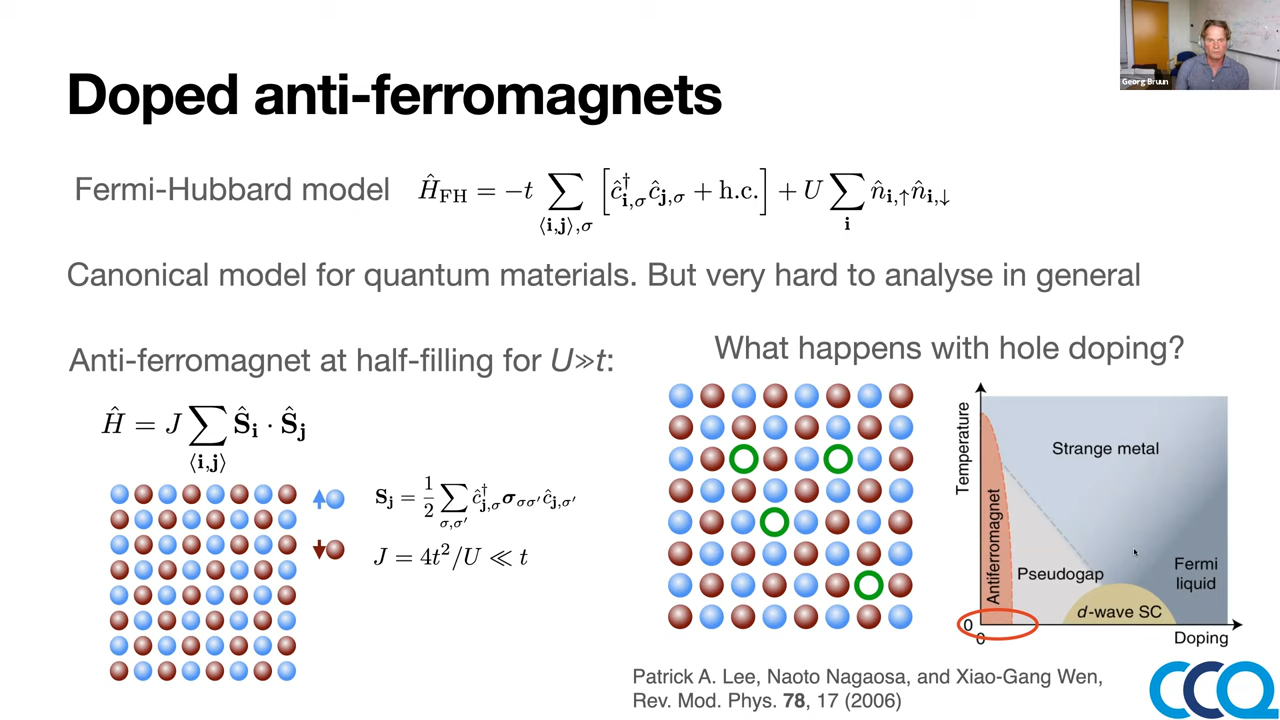 Georg Bruun
Doped anti-ferromagnets
Fermi-Hubbard model Ĥ_FH = −t ∑_{⟨i,j⟩,σ} [ĉ†_{i,σ} ĉ_{j,σ} + h.c.] + U ∑_i n̂_{i,↑} n̂_{i,↓}
Canonical model for quantum materials. But very hard to analyse in general
Anti-ferromagnet at half-filling for U≫t:
Ĥ = J ∑_{⟨i,j⟩} Ŝ_i · Ŝ_j
S_j = 1/2 ∑_{σ,σ′} ĉ†_{j,σ} σ_{σσ′} ĉ_{j,σ′}
J = 4t²/U ≪ t
What happens with hole doping?
Temperature
Strange metal
Antiferromagnet
Pseudogap
Fermi
liquid
d-wave SC
0
0
Doping
Patrick A. Lee, Naoto Nagaosa, and Xiao-Gang Wen,
Rev. Mod. Phys. 78, 17 (2006)
CCQ